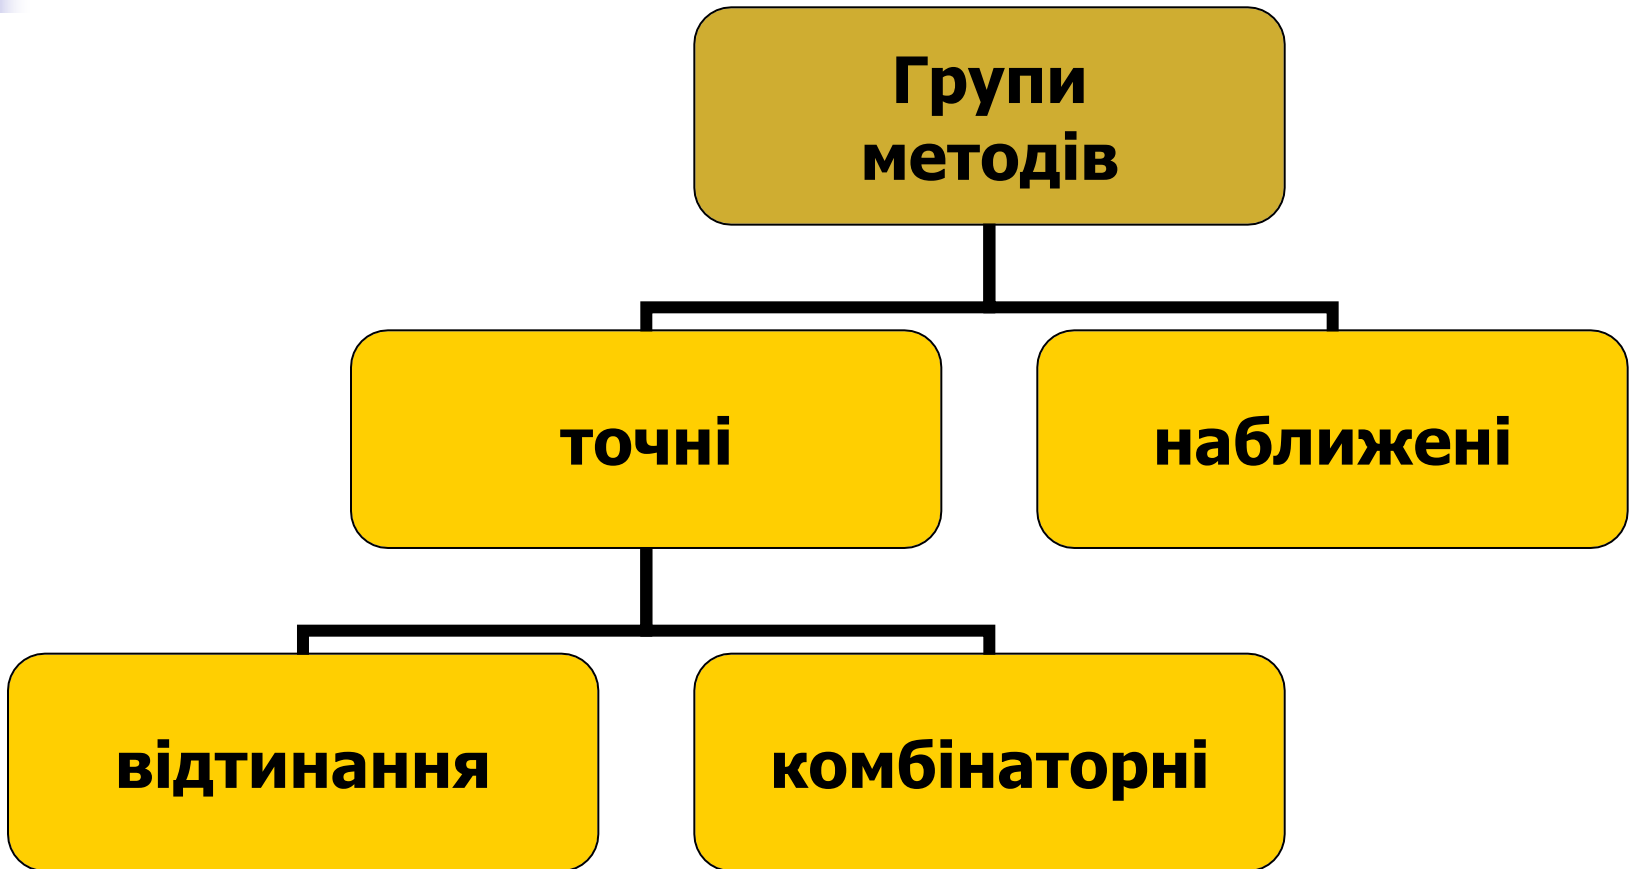 Групи
методів
точні
наближені
відтинання
комбінаторні